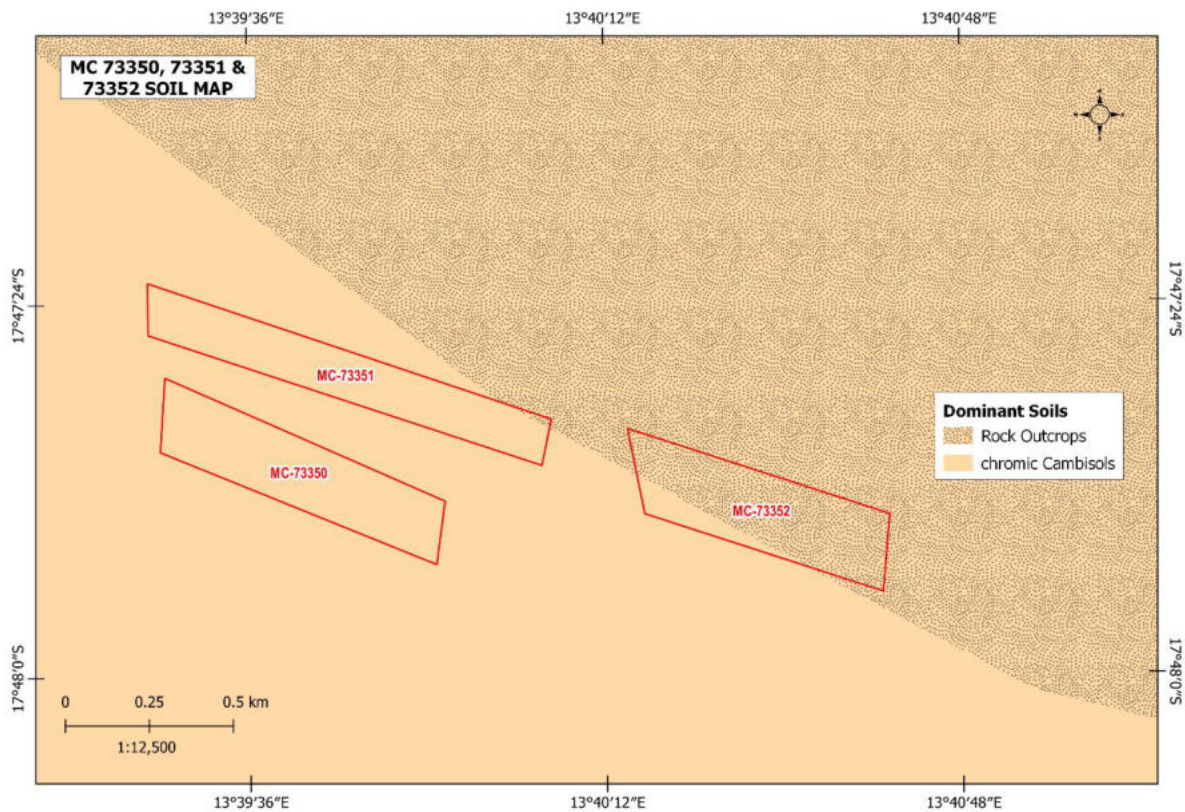 13°39'36"E
13°40'12"E
13°40'48"E
MC 73350, 73351 &
73352 SOIL MAP
17°47'24"S
17°47'24"S
MC-73351
MC-73350
MC-73352
Dominant Soils
Rock Outcrops
chromic Cambisols
17°48'0"S
17°48'0"S
0 0.25 0.5 km
1:12,500
13°39'36"E
13°40'12"E
13°40'48"E